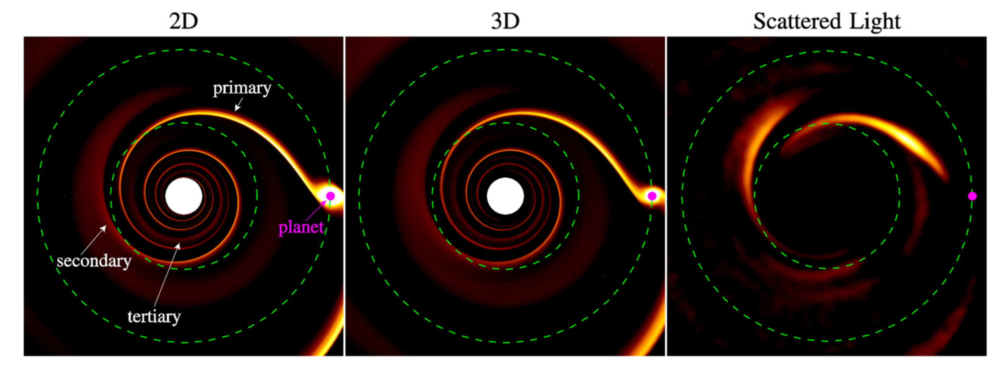 2D
3D
Scattered Light
primary
planet
secondary
tertiary